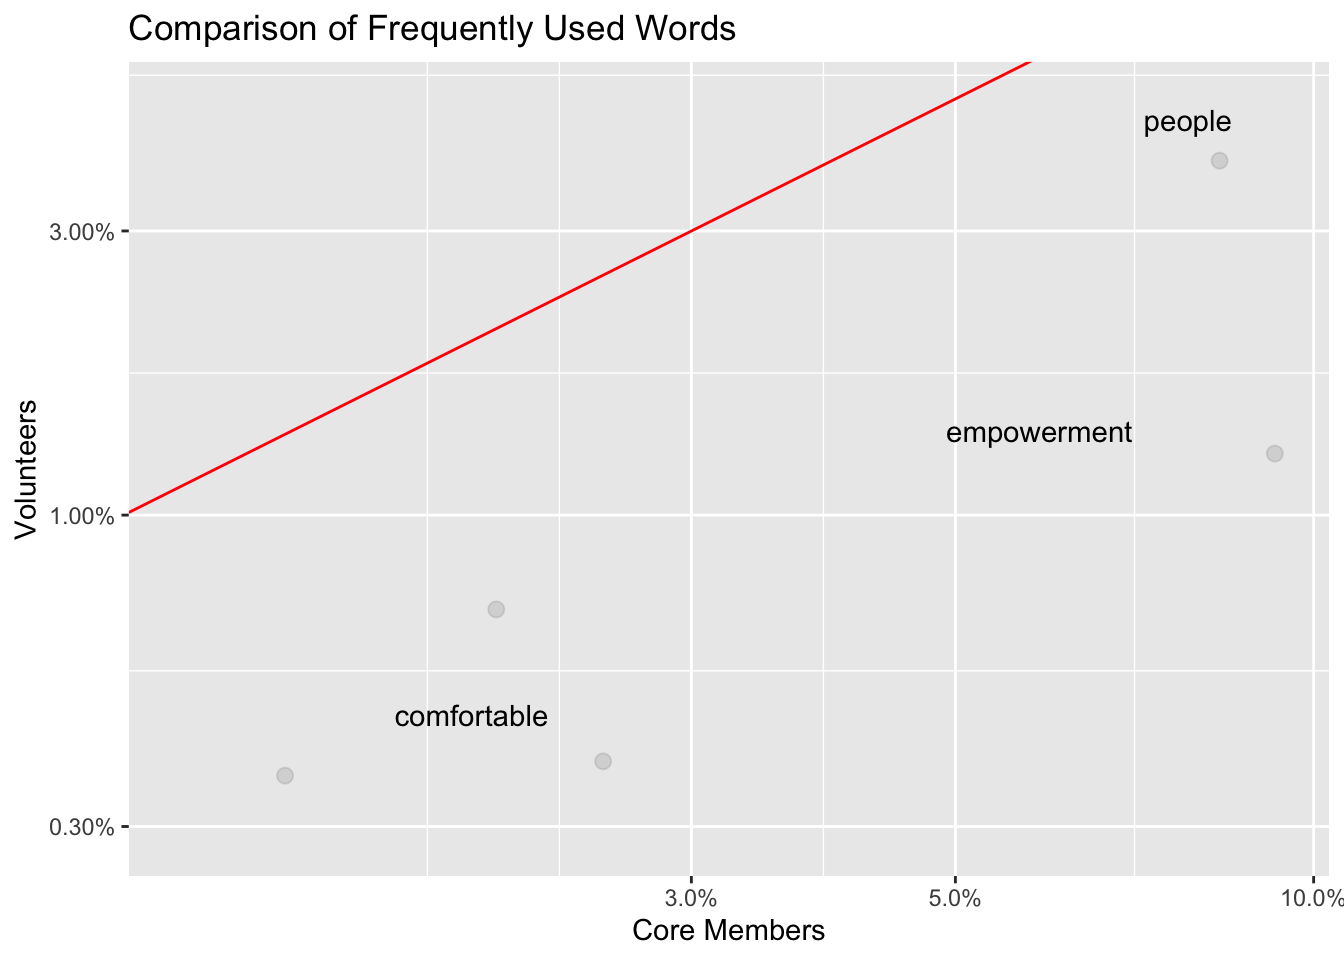 Comparison of Frequently Used Words
people
3.00%
empowerment
Volunteers
1.00%
comfortable
0.30%
3.0% 5.0% 10.0%
Core Members